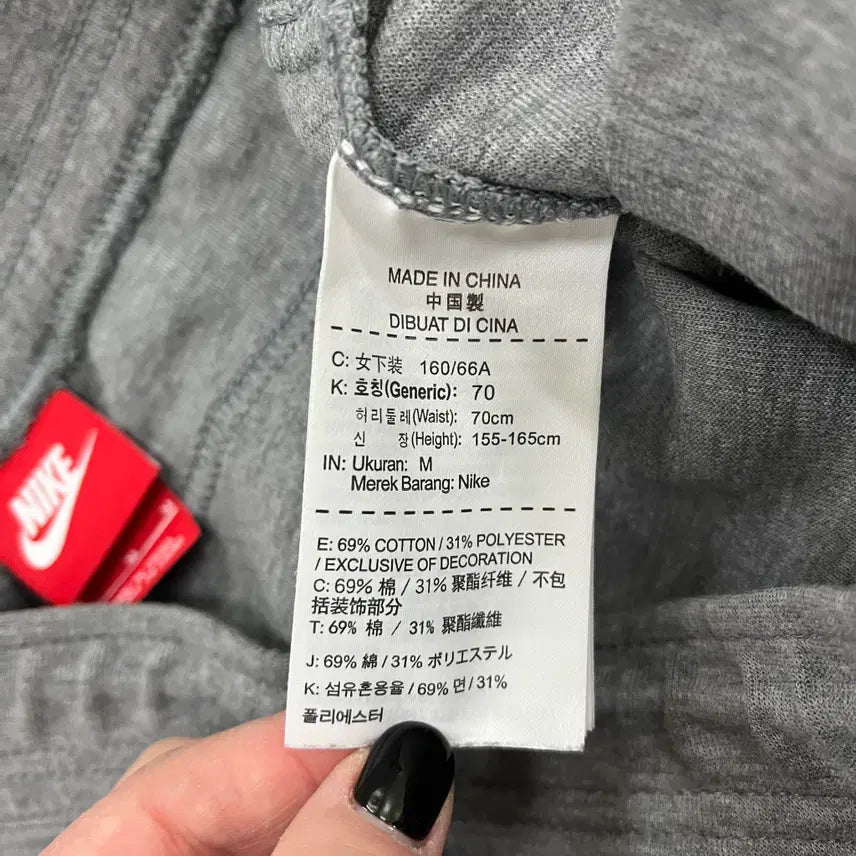 MADE IN CHINA
中国製
DIBUAT DI CINA
C: 女下装 160/66A
K: 호칭(Generic): 70
허리둘레(Waist): 70cm
신 장(Height): 155-165cm
IN: Ukuran: M
Merek Barang: Nike
E: 69% COTTON / 31% POLYESTER
/ EXCLUSIVE OF DECORATION
C: 69% 棉 / 31% 聚酯纤维 / 不包
括装饰部分
T: 69% 棉 / 31% 聚酯纖維
J: 69% 綿 / 31% ポリエステル
K: 섬유혼용율 / 69% 면 / 31%
폴리에스터
NIKE